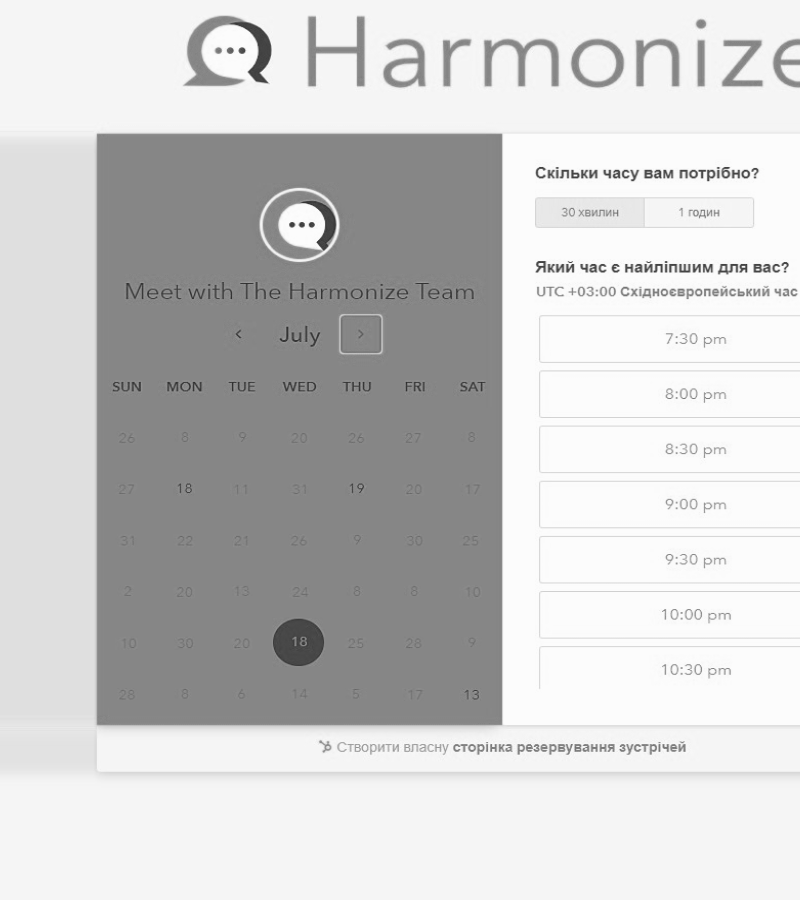 Harmonize
Meet with The Harmonize Team
July
SUN MON TUE WED THU FRI SAT
26 8 9 20 26 27 8
27 18 11 31 19 20 17
31 22 21 26 9 30 25
2 20 13 24 8 8 10
10 30 20 18 25 28 9
28 8 6 14 5 17 13
Скільки часу вам потрібно?
30 хвилин 1 годин
Який час є найліпшим для вас?
UTC +03:00 Східноєвропейський час
7:30 pm
8:00 pm
8:30 pm
9:00 pm
9:30 pm
10:00 pm
10:30 pm
Створити власну сторінка резервування зустрічей